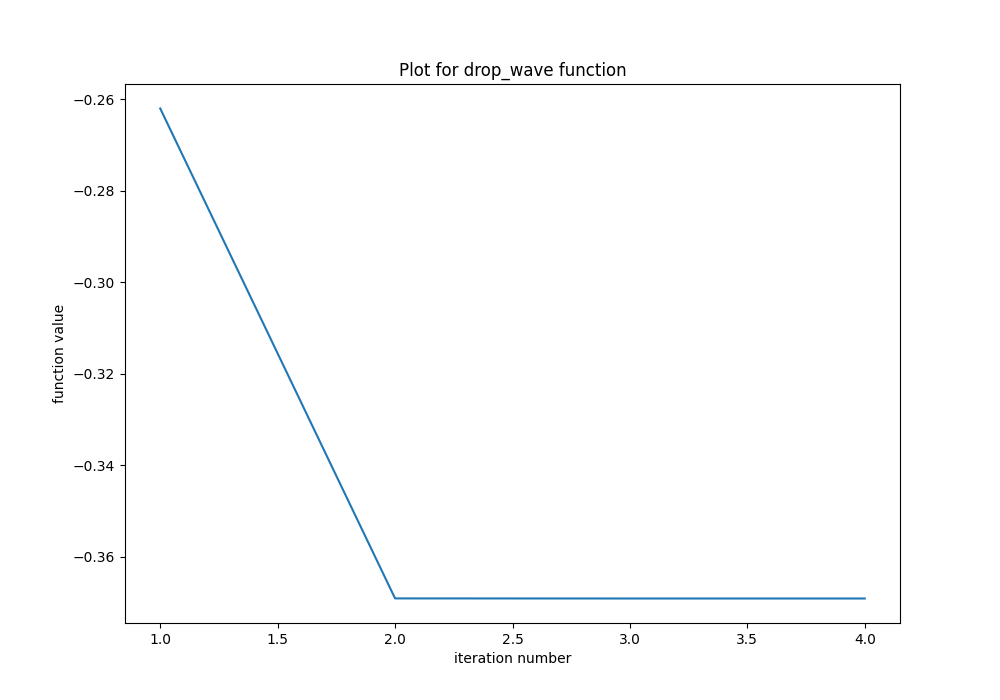 Plot for drop_wave function
−0.26
−0.28
−0.30
−0.32
−0.34
−0.36
function value
1.0 1.5 2.0 2.5 3.0 3.5 4.0
iteration number